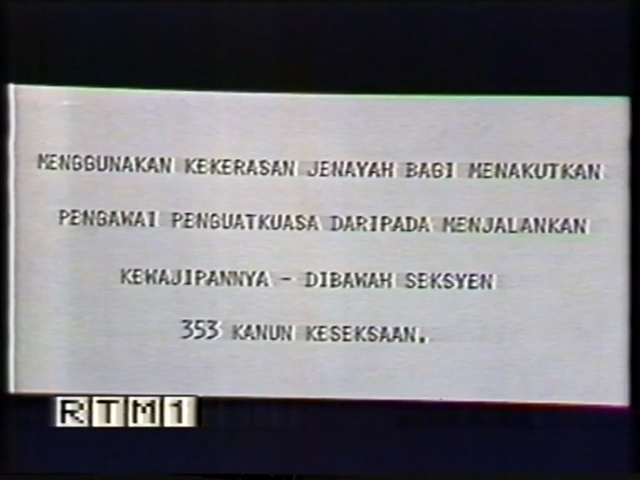 MENGGUNAKAN KEKERASAN JENAYAH BAGI MENAKUTKAN
PENGAWAI PENGUATKUASA DARIPADA MENJALANKAN
KEWAJIPANNYA - DIBAWAH SEKSYEN
353 KANUN KESEKSAAN.
RTM1